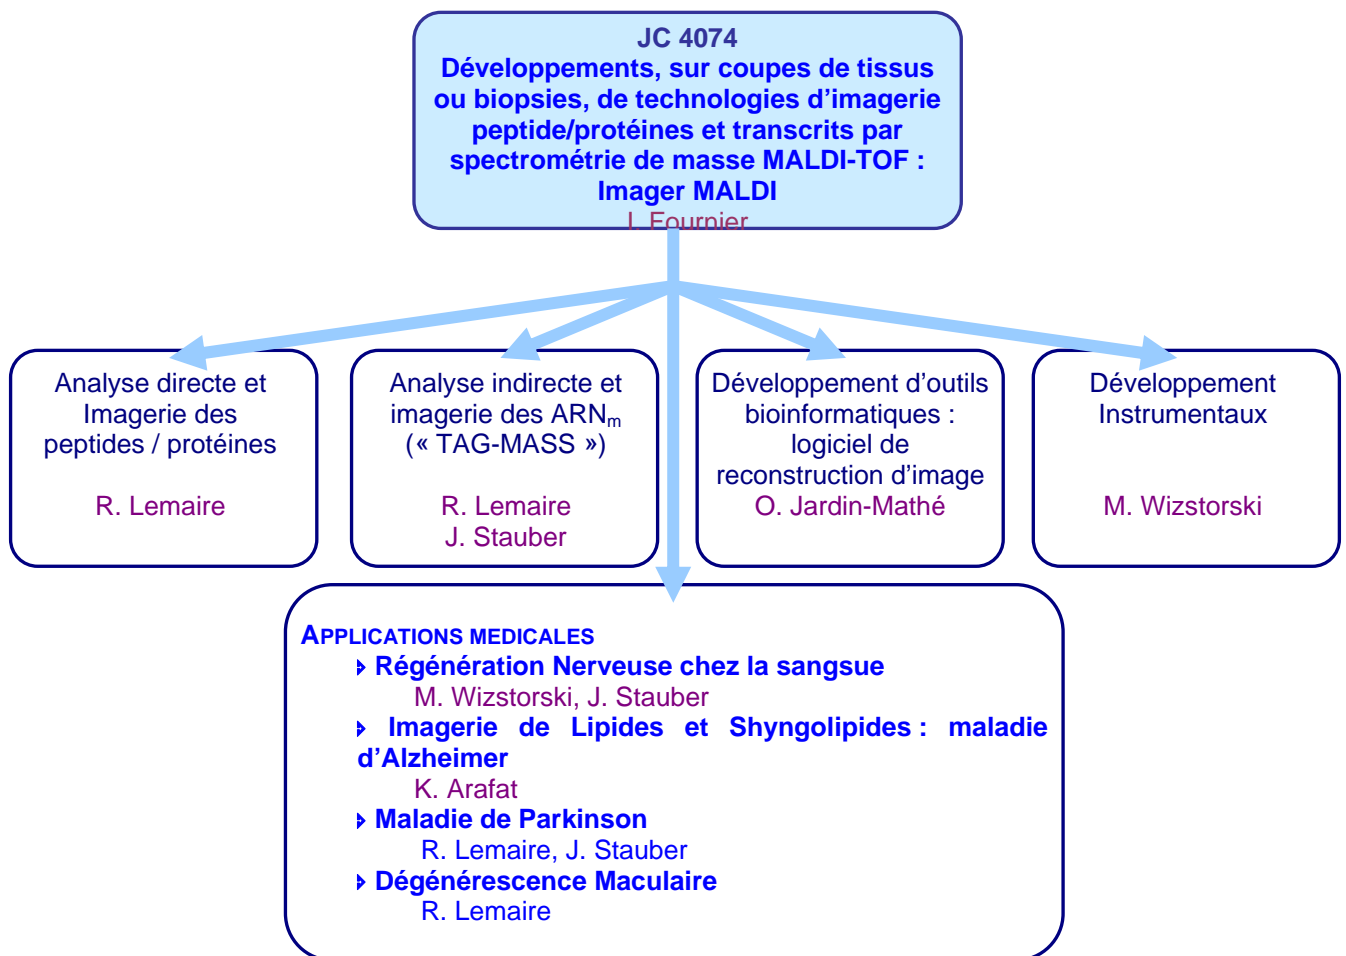 JC 4074
Développements, sur coupes de tissus
ou biopsies, de technologies d’imagerie
peptide/protéines et transcrits par
spectrométrie de masse MALDI-TOF :
Imager MALDI
I. Fournier
Analyse directe et
Imagerie des
peptides / protéines
R. Lemaire
Analyse indirecte et
imagerie des ARNm
(« TAG-MASS »)
R. Lemaire
J. Stauber
Développement d’outils
bioinformatiques :
logiciel de
reconstruction d’image
O. Jardin-Mathé
Développement
Instrumentaux
M. Wizstorski
APPLICATIONS MEDICALES
Régénération Nerveuse chez la sangsue
M. Wizstorski, J. Stauber
Imagerie de Lipides et Shyngolipides : maladie
d’Alzheimer
K. Arafat
Maladie de Parkinson
R. Lemaire, J. Stauber
Dégénérescence Maculaire
R. Lemaire